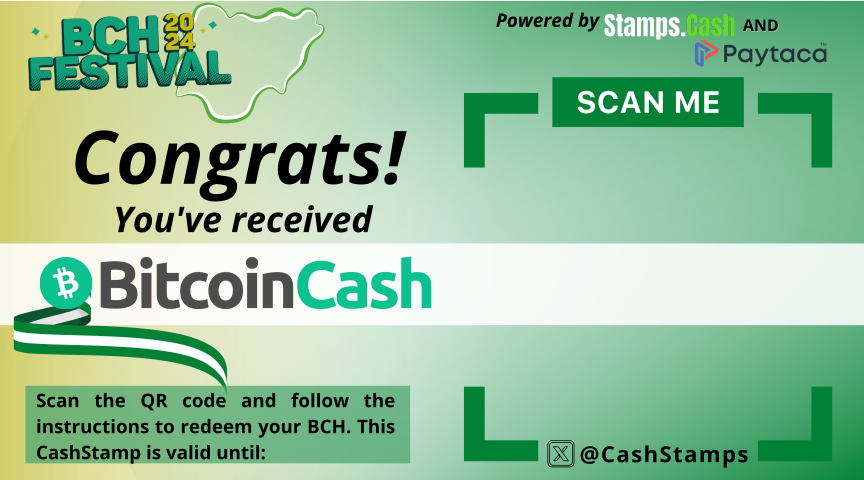 BCH 2024
FESTIVAL
Powered by Stamps.Cash AND
Paytaca™
SCAN ME
Congrats!
You've received
BitcoinCash
Scan the QR code and follow the
instructions to redeem your BCH. This
CashStamp is valid until:
@CashStamps